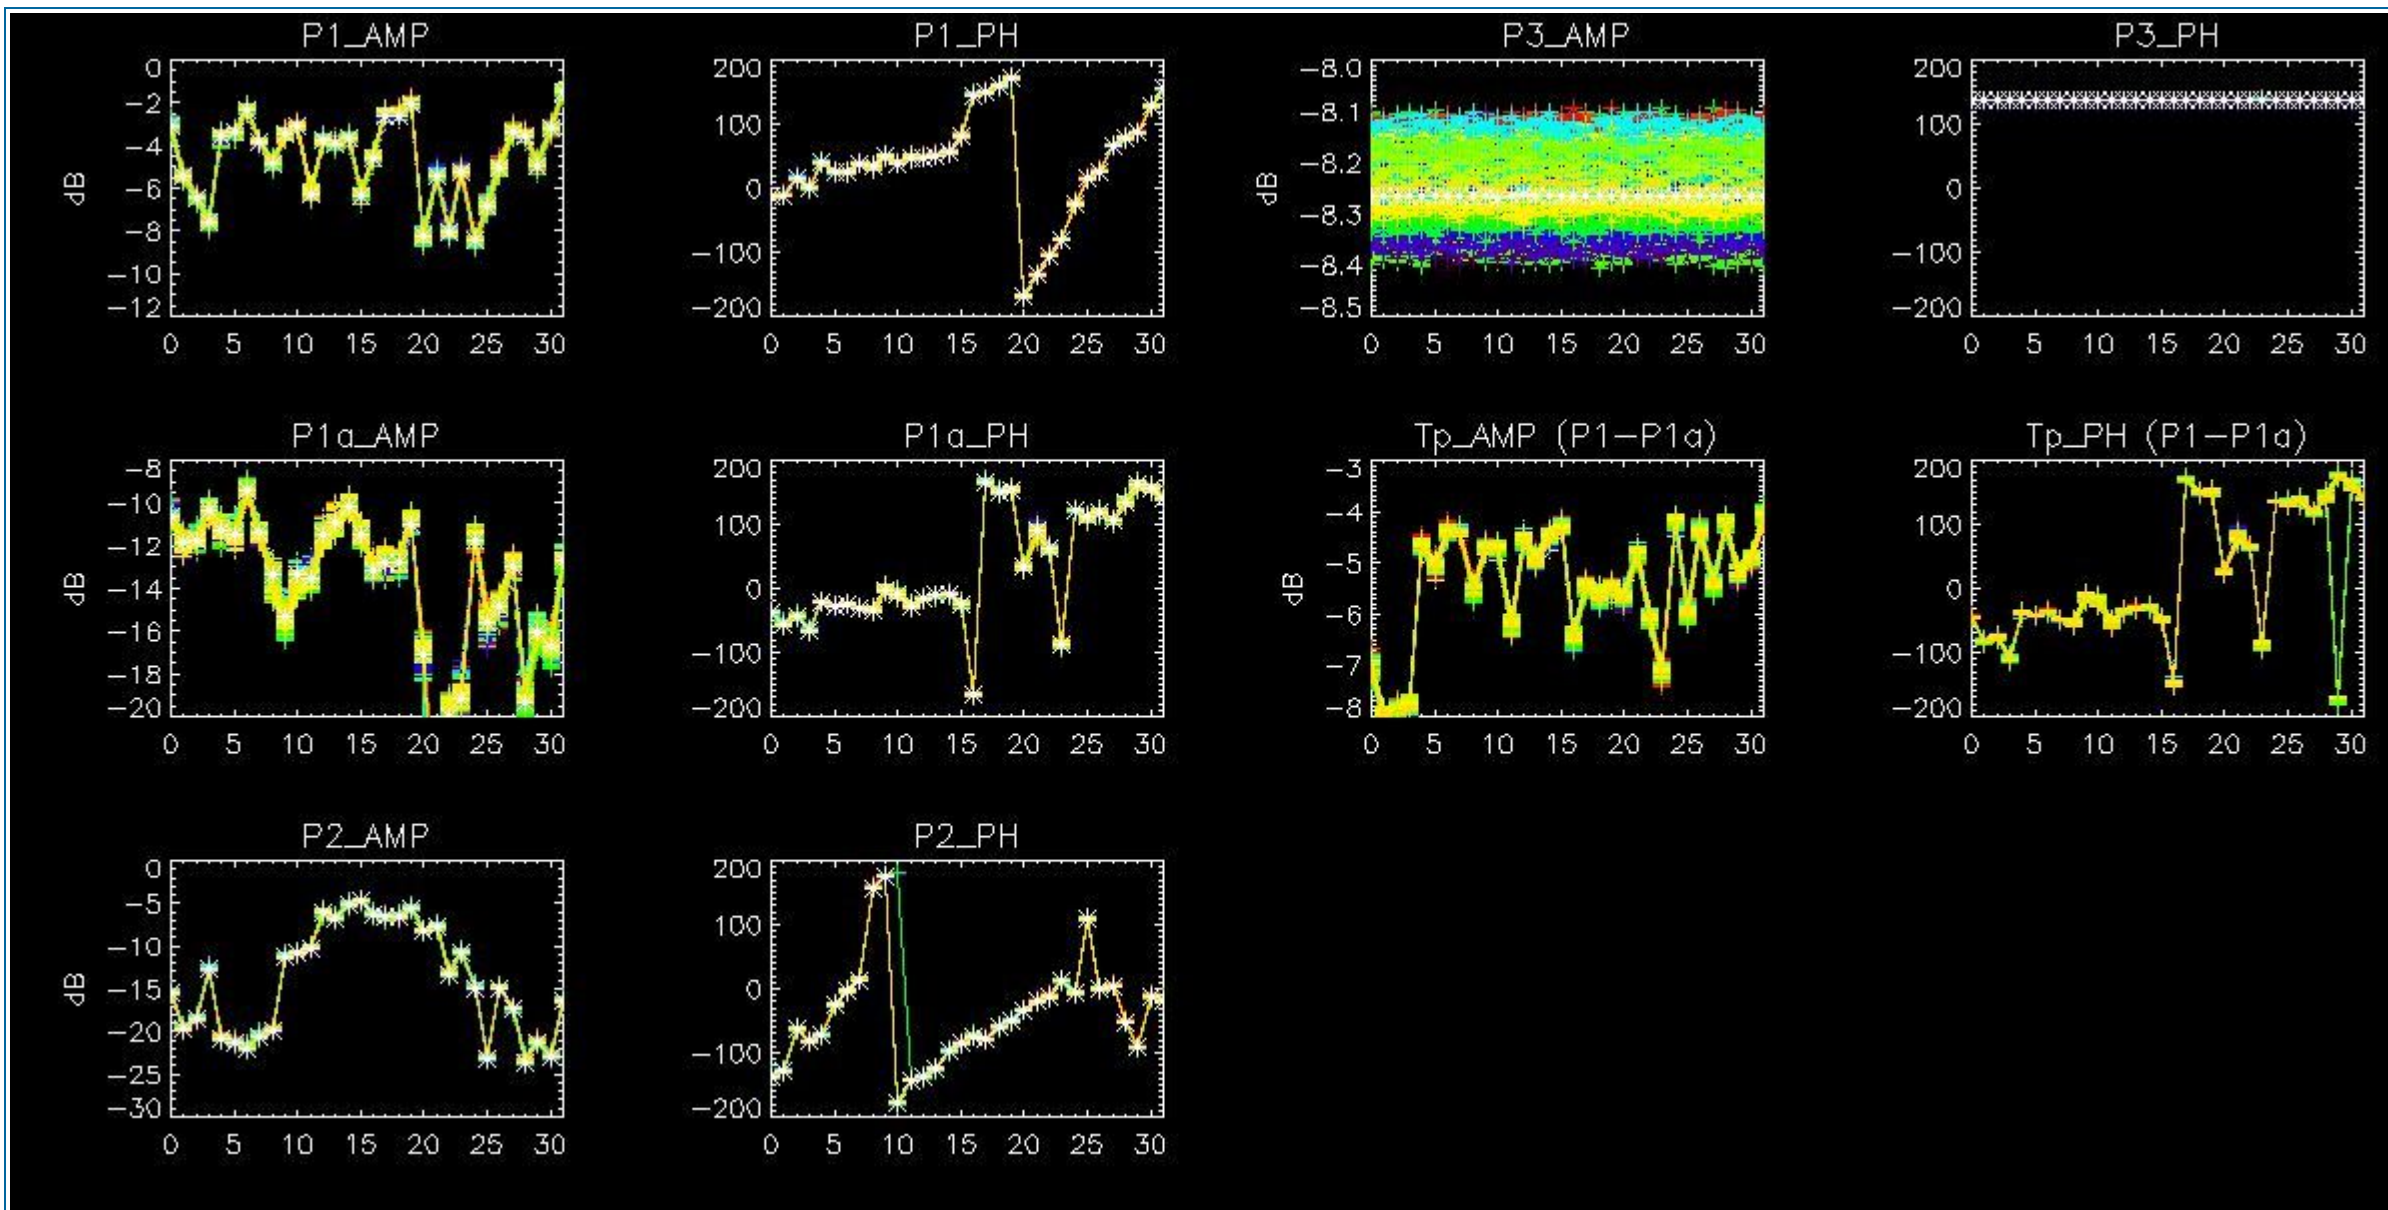 P1_AMP P1_PH P3_AMP P3_PH
0 200 −8.0 200
−2 100 −8.1 100
−4 0 −8.2 0
−6 −100 −8.3 −100
−8 −200 −8.4 −200
−10 −8.5
−12
dB dB
0 5 10 15 20 25 30 0 5 10 15 20 25 30 0 5 10 15 20 25 30 0 5 10 15 20 25 30
P1a_AMP P1a_PH Tp_AMP (P1−P1a) Tp_PH (P1−P1a)
−8 200 −3 200
−10 100 −4 100
−12 0 −5 0
−14 −100 −6 −100
−16 −200 −7 −200
−18 −8
−20
dB dB
0 5 10 15 20 25 30 0 5 10 15 20 25 30 0 5 10 15 20 25 30 0 5 10 15 20 25 30
P2_AMP P2_PH
0 200
−5 100
−10 0
−15 −100
−20 −200
−25
−30
dB
0 5 10 15 20 25 30 0 5 10 15 20 25 30